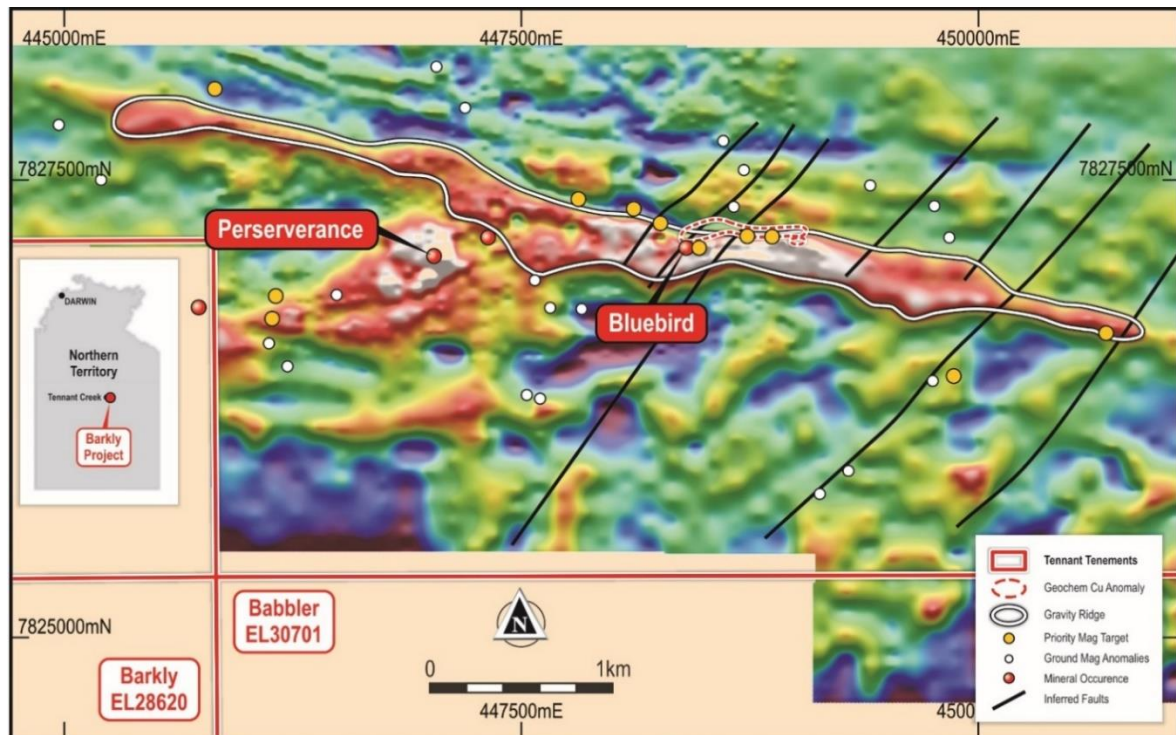 445000mE
447500mE
450000mE
7827500mN
7827500mN
Perserverance
Bluebird
DARWIN
Northern
Territory
Tennant Creek
Barkly
Project
7825000mN
Babbler
EL30701
Barkly
EL28620
N
0
1km
447500mE
4500
Tennant Tenements
Geochem Cu Anomaly
Gravity Ridge
Priority Mag Target
Ground Mag Anomalies
Mineral Occurence
Inferred Faults